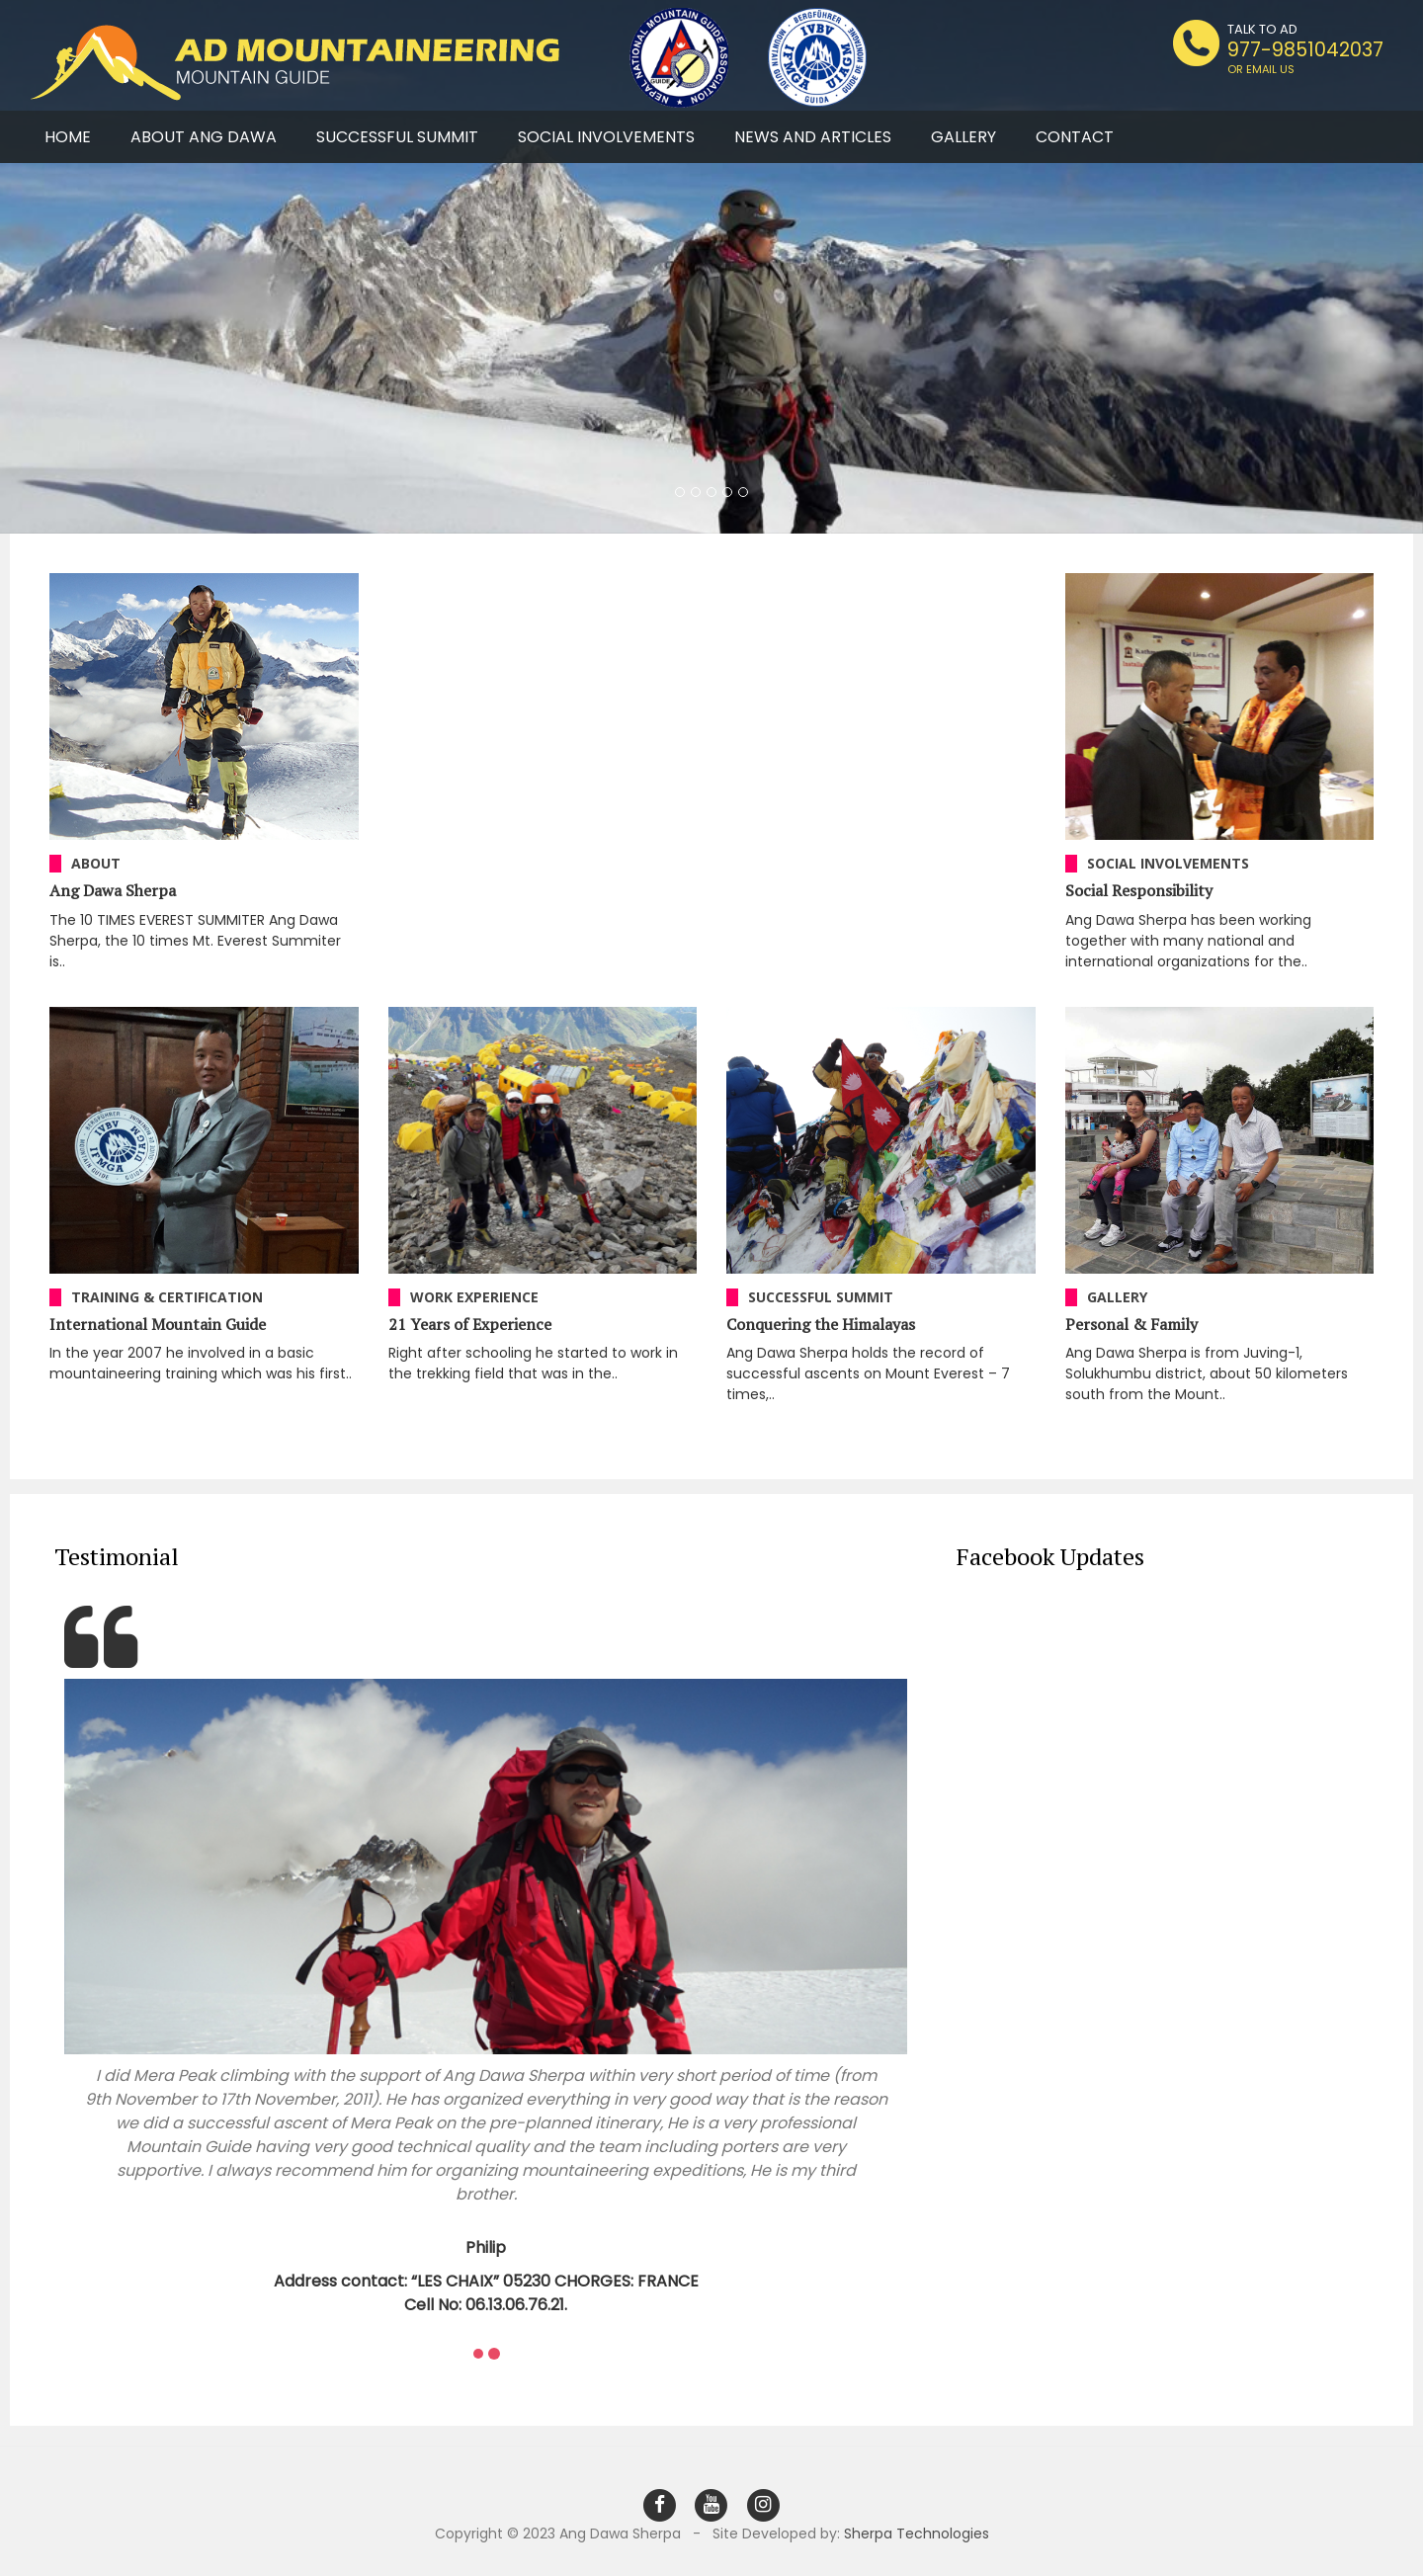 AD MOUNTAINEERING
MOUNTAIN GUIDE
NEPAL NATIONAL MOUNTAIN GUIDE ASSOCIATION
GUIDE
BERGFÜHRER
IVBV
UIAGM
IFMGA
GUIDA
MOUNTAIN GUIDE
TALK TO AD
977-9851042037
OR EMAIL US
HOME
ABOUT ANG DAWA
SUCCESSFUL SUMMIT
SOCIAL INVOLVEMENTS
NEWS AND ARTICLES
GALLERY
CONTACT
ABOUT
Ang Dawa Sherpa
The 10 TIMES EVEREST SUMMITER Ang Dawa
Sherpa, the 10 times Mt. Everest Summiter
is..
SOCIAL INVOLVEMENTS
Social Responsibility
Ang Dawa Sherpa has been working
together with many national and
international organizations for the..
TRAINING & CERTIFICATION
International Mountain Guide
In the year 2007 he involved in a basic
mountaineering training which was his first..
WORK EXPERIENCE
21 Years of Experience
Right after schooling he started to work in
the trekking field that was in the..
SUCCESSFUL SUMMIT
Conquering the Himalayas
Ang Dawa Sherpa holds the record of
successful ascents on Mount Everest – 7
times,..
GALLERY
Personal & Family
Ang Dawa Sherpa is from Juving-1,
Solukhumbu district, about 50 kilometers
south from the Mount..
Testimonial
Facebook Updates
I did Mera Peak climbing with the support of Ang Dawa Sherpa within very short period of time (from
9th November to 17th November, 2011). He has organized everything in very good way that is the reason
we did a successful ascent of Mera Peak on the pre-planned itinerary, He is a very professional
Mountain Guide having very good technical quality and the team including porters are very
supportive. I always recommend him for organizing mountaineering expeditions, He is my third
brother.
Philip
Address contact: “LES CHAIX” 05230 CHORGES: FRANCE
Cell No: 06.13.06.76.21.
Copyright © 2023 Ang Dawa Sherpa - Site Developed by: Sherpa Technologies